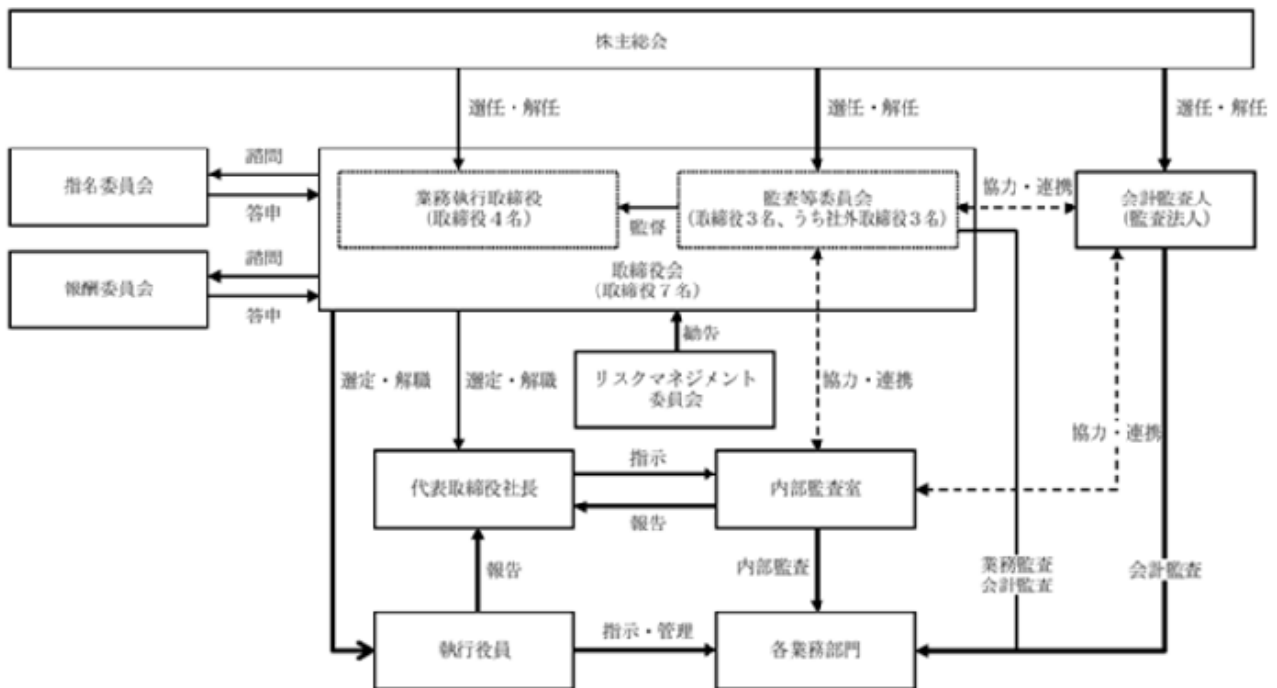 株主総会
選任・解任
選任・解任
選任・解任
指名委員会
諮問
答申
業務執行取締役
(取締役4名)
監督
監査等委員会
(取締役3名、うち社外取締役3名)
協力・連携
会計監査人
(監査法人)
報酬委員会
諮問
答申
取締役会
(取締役7名)
勧告
選定・解職
選定・解職
リスクマネジメント
委員会
協力・連携
協力・連携
代表取締役社長
指示
報告
内部監査室
報告
内部監査
業務監査
会計監査
会計監査
執行役員
指示・管理
各業務部門